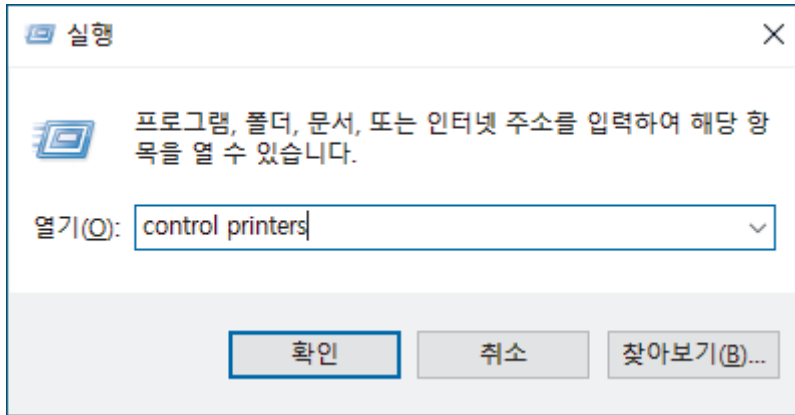 실행
프로그램, 폴더, 문서, 또는 인터넷 주소를 입력하여 해당 항
목을 열 수 있습니다.
열기(O): control printers
확인 취소 찾아보기(B)...